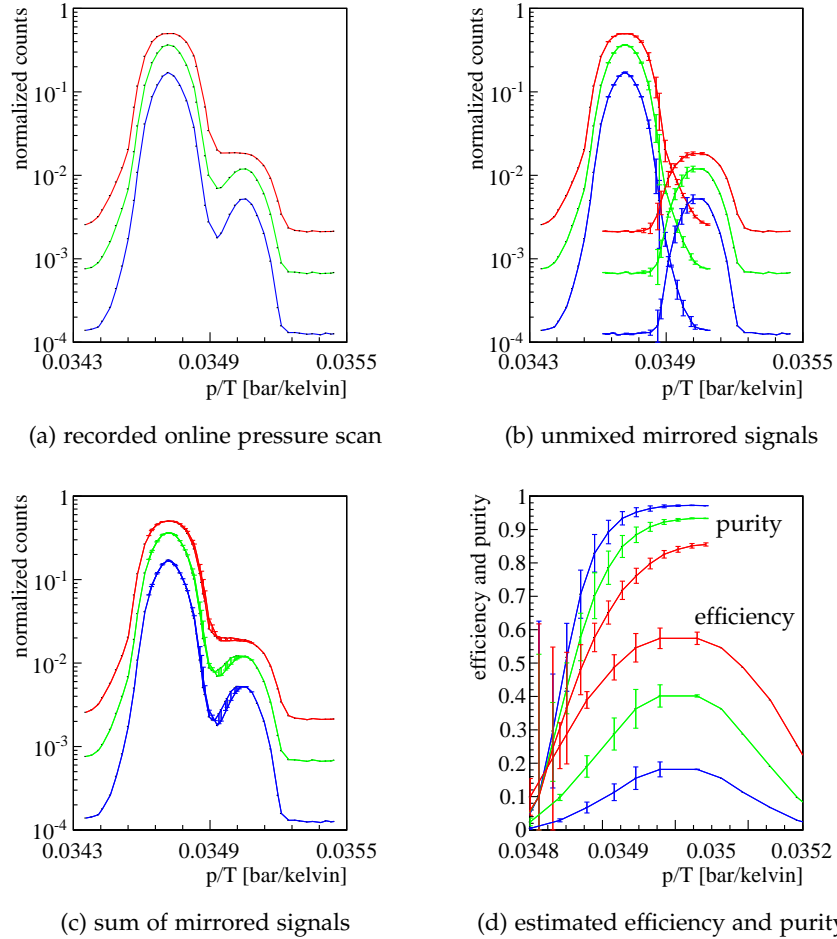 1
10⁻¹
10⁻²
10⁻³
10⁻⁴
normalized counts
0.0343
0.0349
0.0355
p/T [bar/kelvin]
(a) recorded online pressure scan
1
10⁻¹
10⁻²
10⁻³
10⁻⁴
normalized counts
0.0343
0.0349
0.0355
p/T [bar/kelvin]
(b) unmixed mirrored signals
1
10⁻¹
10⁻²
10⁻³
10⁻⁴
normalized counts
0.0343
0.0349
0.0355
p/T [bar/kelvin]
(c) sum of mirrored signals
1
0.9
0.8
0.7
0.6
0.5
0.4
0.3
0.2
0.1
0
efficiency and purity
purity
efficiency
0.0348
0.0349
0.035
0.0352
p/T [bar/kelvin]
(d) estimated efficiency and purity